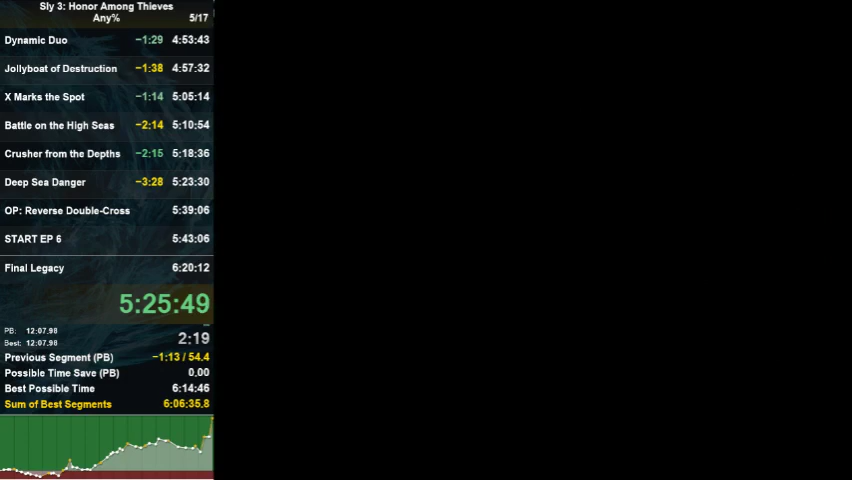 Sly 3: Honor Among Thieves
Any% 5/17
Dynamic Duo −1:29 4:53:43
Jollyboat of Destruction −1:38 4:57:32
X Marks the Spot −1:14 5:05:14
Battle on the High Seas −2:14 5:10:54
Crusher from the Depths −2:15 5:18:36
Deep Sea Danger −3:28 5:23:30
OP: Reverse Double-Cross 5:39:06
START EP 6 5:43:06
Final Legacy 6:20:12
5:25:49
PB: 12:07.98
Best: 12:07.98
2:19
Previous Segment (PB) −1:13 / 54.4
Possible Time Save (PB) 0.00
Best Possible Time 6:14:46
Sum of Best Segments 6:06:35.8